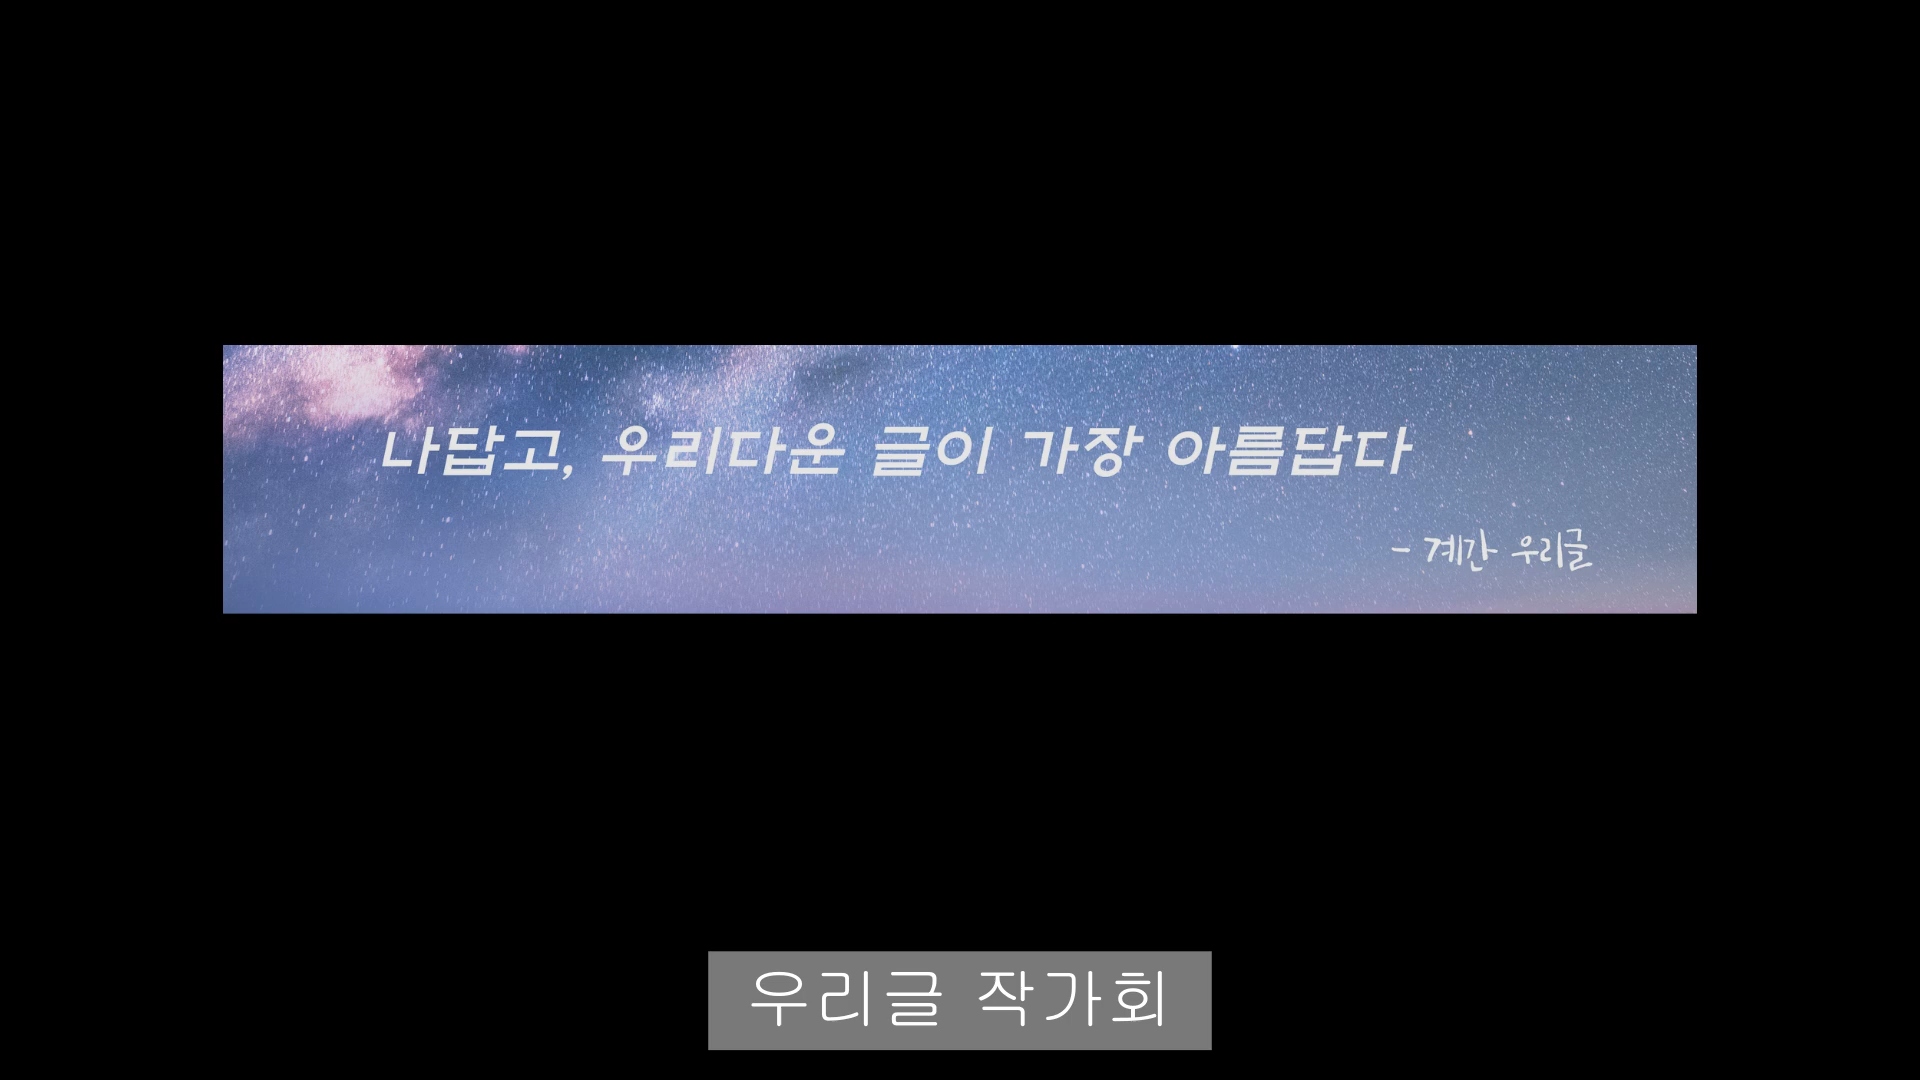 나답고, 우리다운 글이 가장 아름답다
- 계간 우리글
우리글 작가회